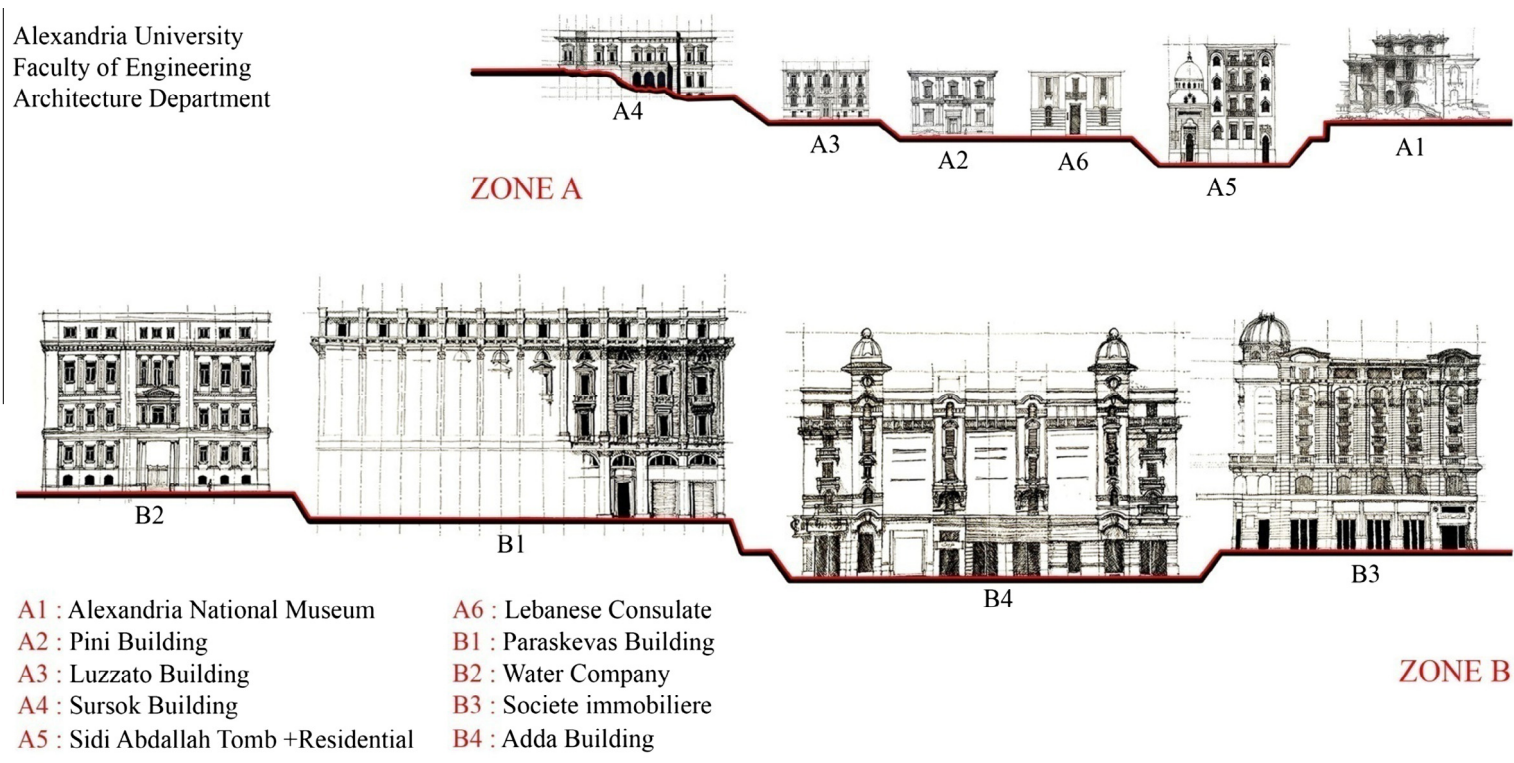 Alexandria University
Faculty of Engineering
Architecture Department
A4
A3
A2
A6
A5
A1
ZONE A
B2
B1
B4
B3
A1 : Alexandria National Museum
A2 : Pini Building
A3 : Luzzato Building
A4 : Sursok Building
A5 : Sidi Abdallah Tomb +Residential
A6 : Lebanese Consulate
B1 : Paraskevas Building
B2 : Water Company
B3 : Societe immobiliere
B4 : Adda Building
ZONE B